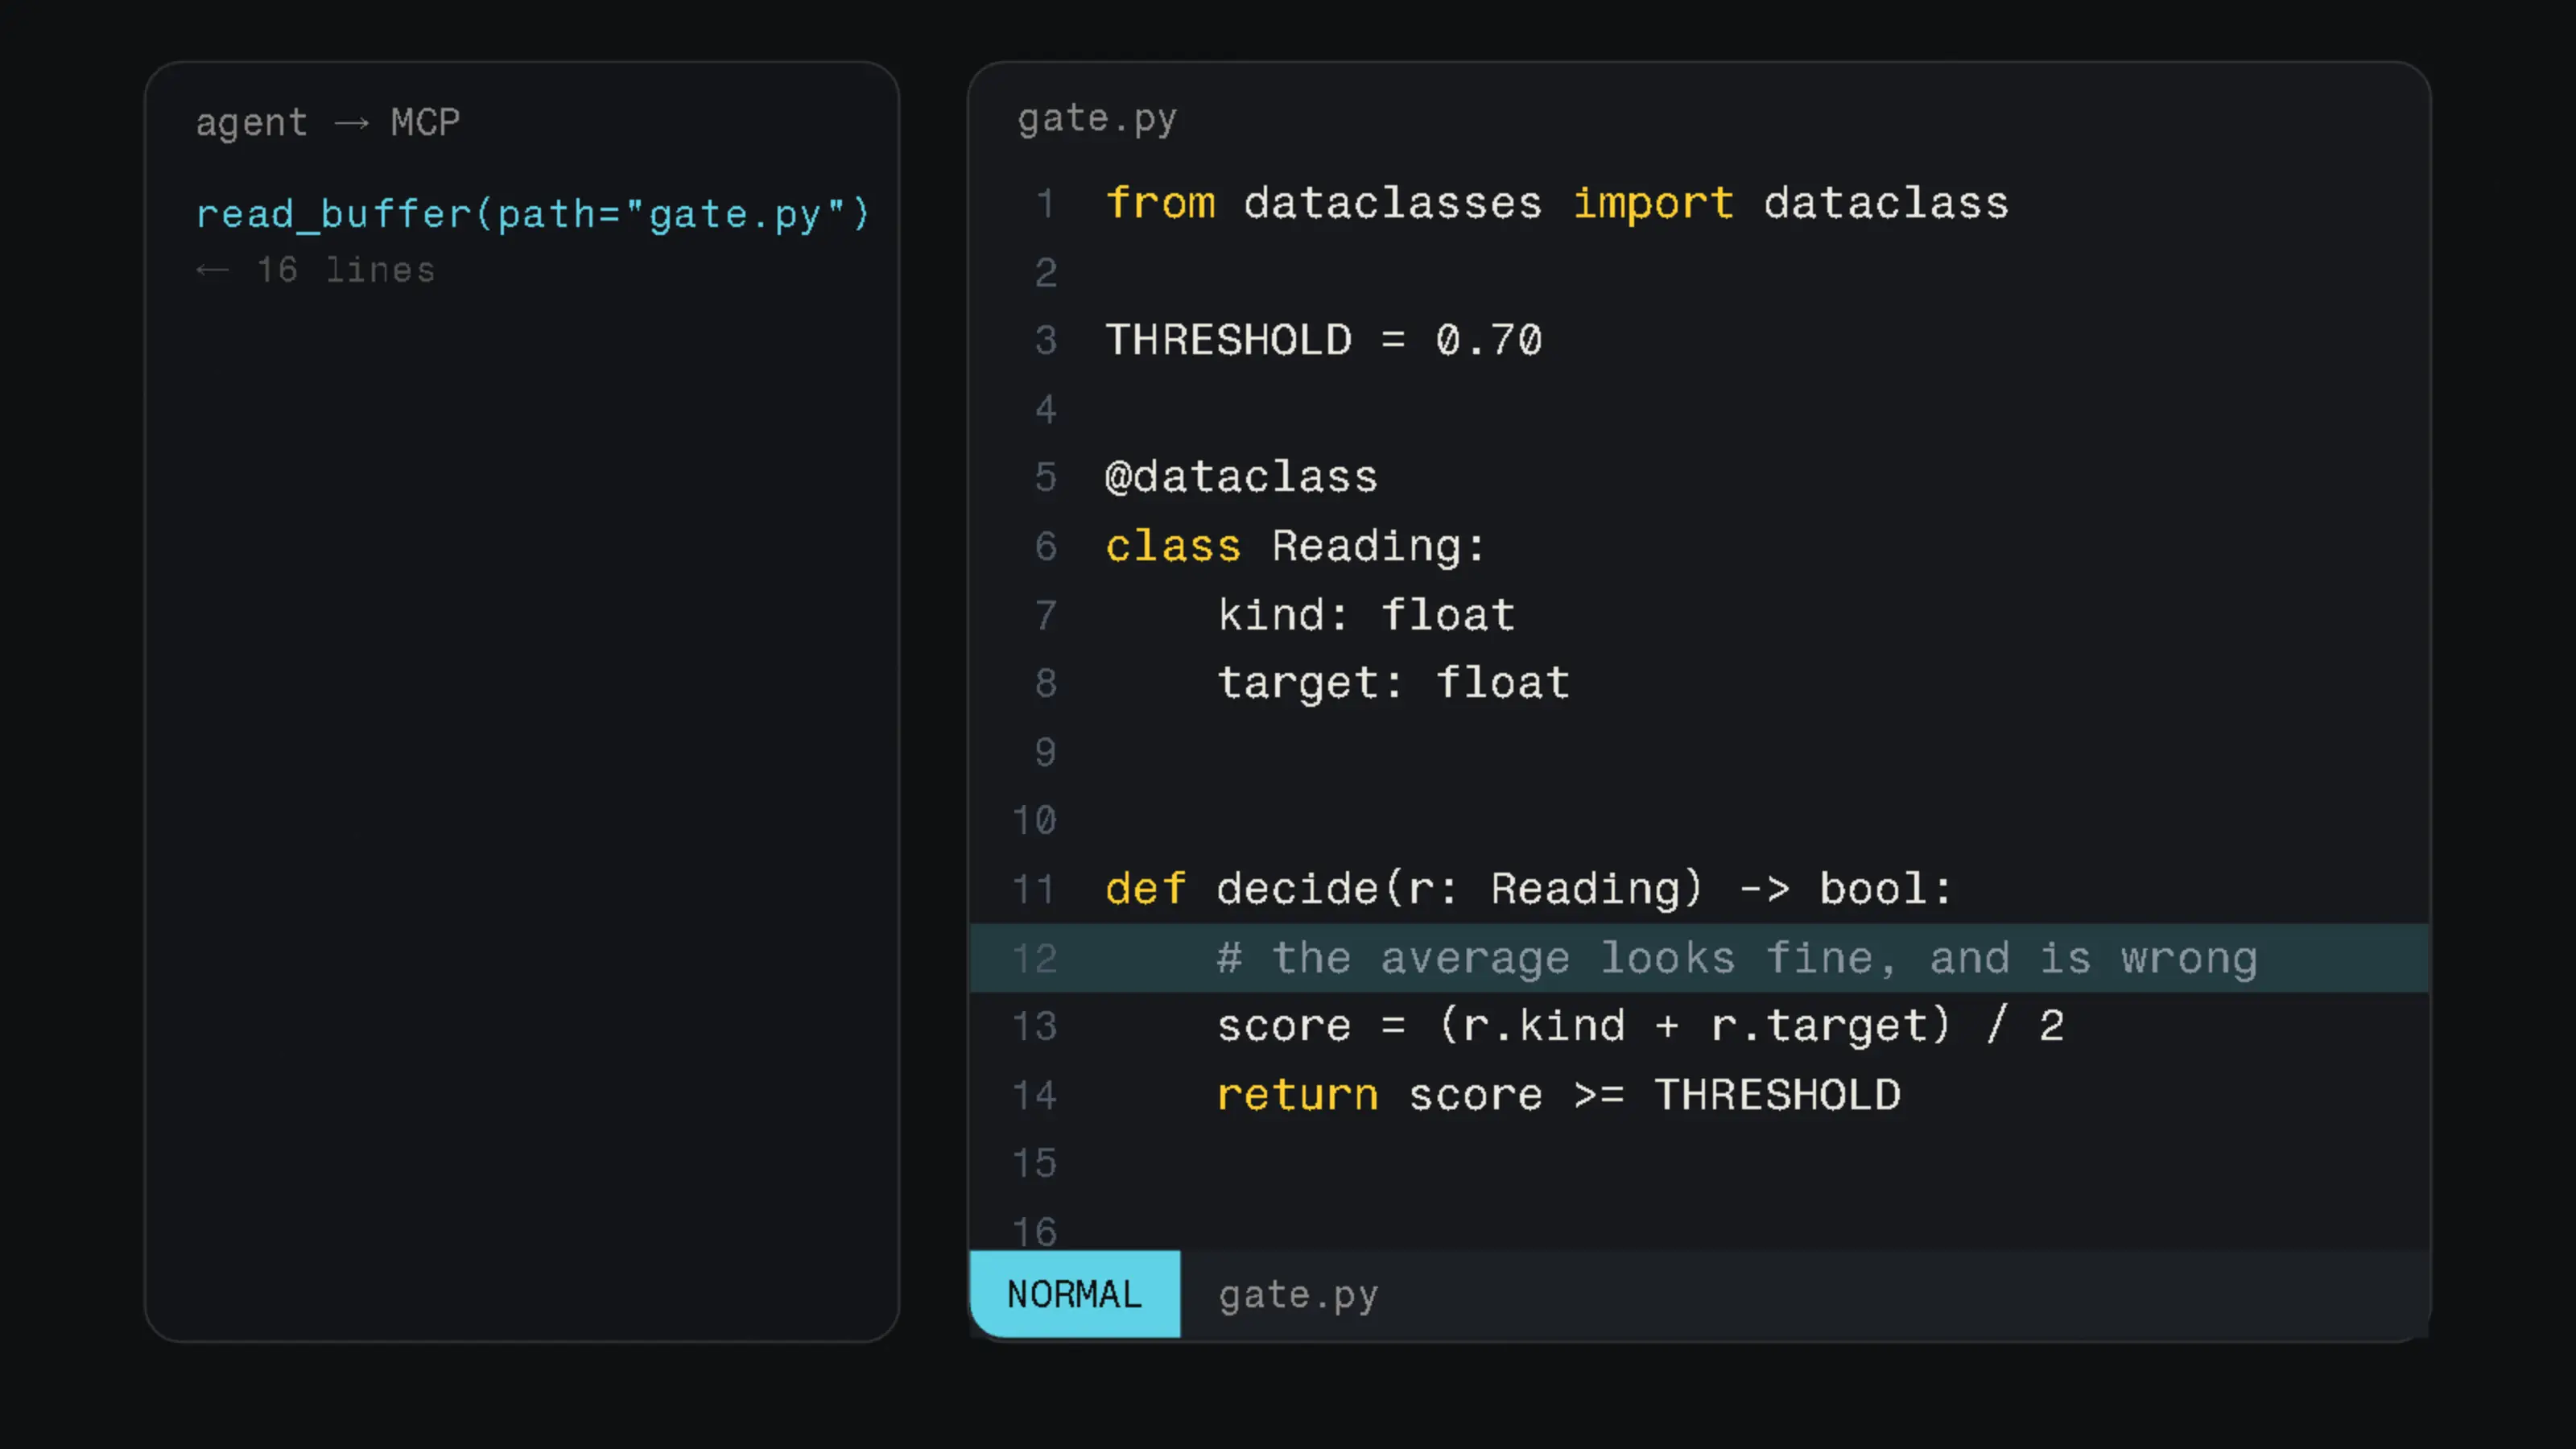 agent → MCP
read_buffer(path="gate.py")
← 16 lines
gate.py
1 from dataclasses import dataclass
2
3 THRESHOLD = 0.70
4
5 @dataclass
6 class Reading:
7     kind: float
8     target: float
9
10
11 def decide(r: Reading) -> bool:
12     # the average looks fine, and is wrong
13     score = (r.kind + r.target) / 2
14     return score >= THRESHOLD
15
16
NORMAL gate.py